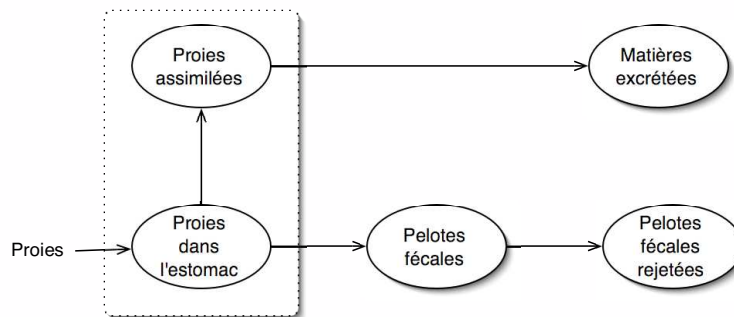 Proies
assimilées
Matières
excrétées
Proies
Proies
dans
l'estomac
Pelotes
fécales
Pelotes
fécales
rejetées